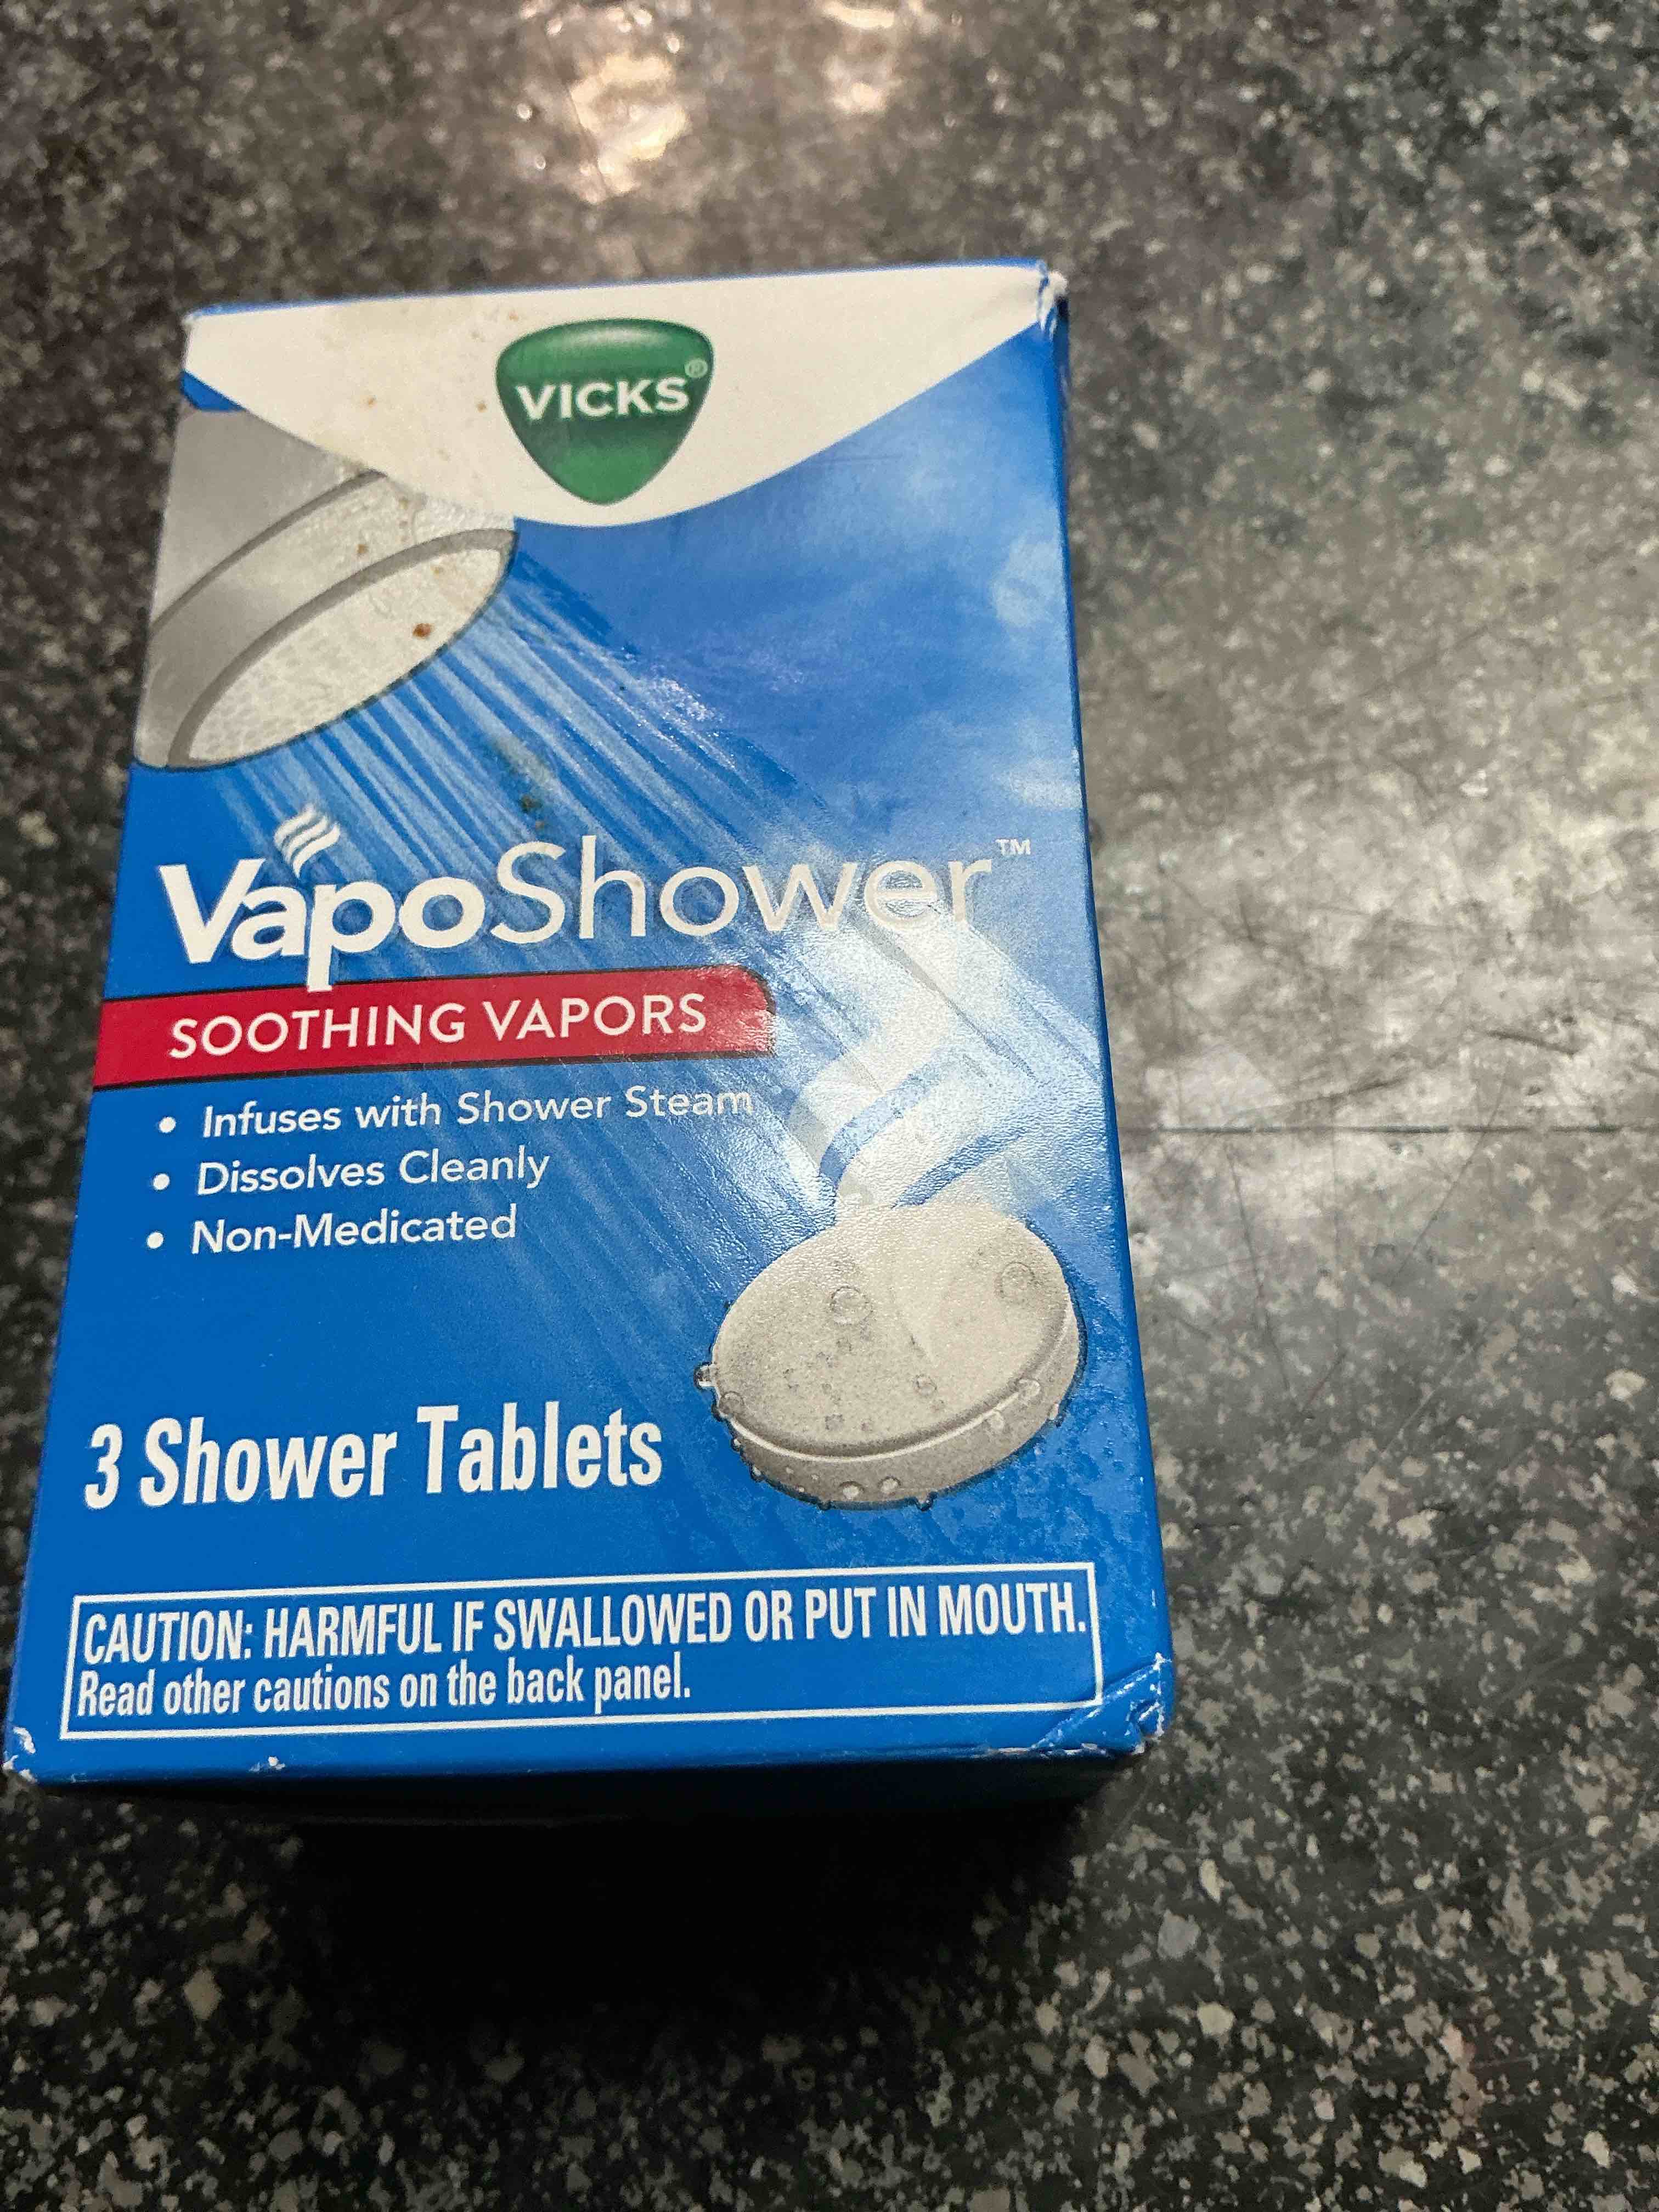 VICKS®
VapoShower™
SOOTHING VAPORS
• Infuses with Shower Steam
• Dissolves Cleanly
• Non-Medicated
3 Shower Tablets
CAUTION: HARMFUL IF SWALLOWED OR PUT IN MOUTH.
Read other cautions on the back panel.